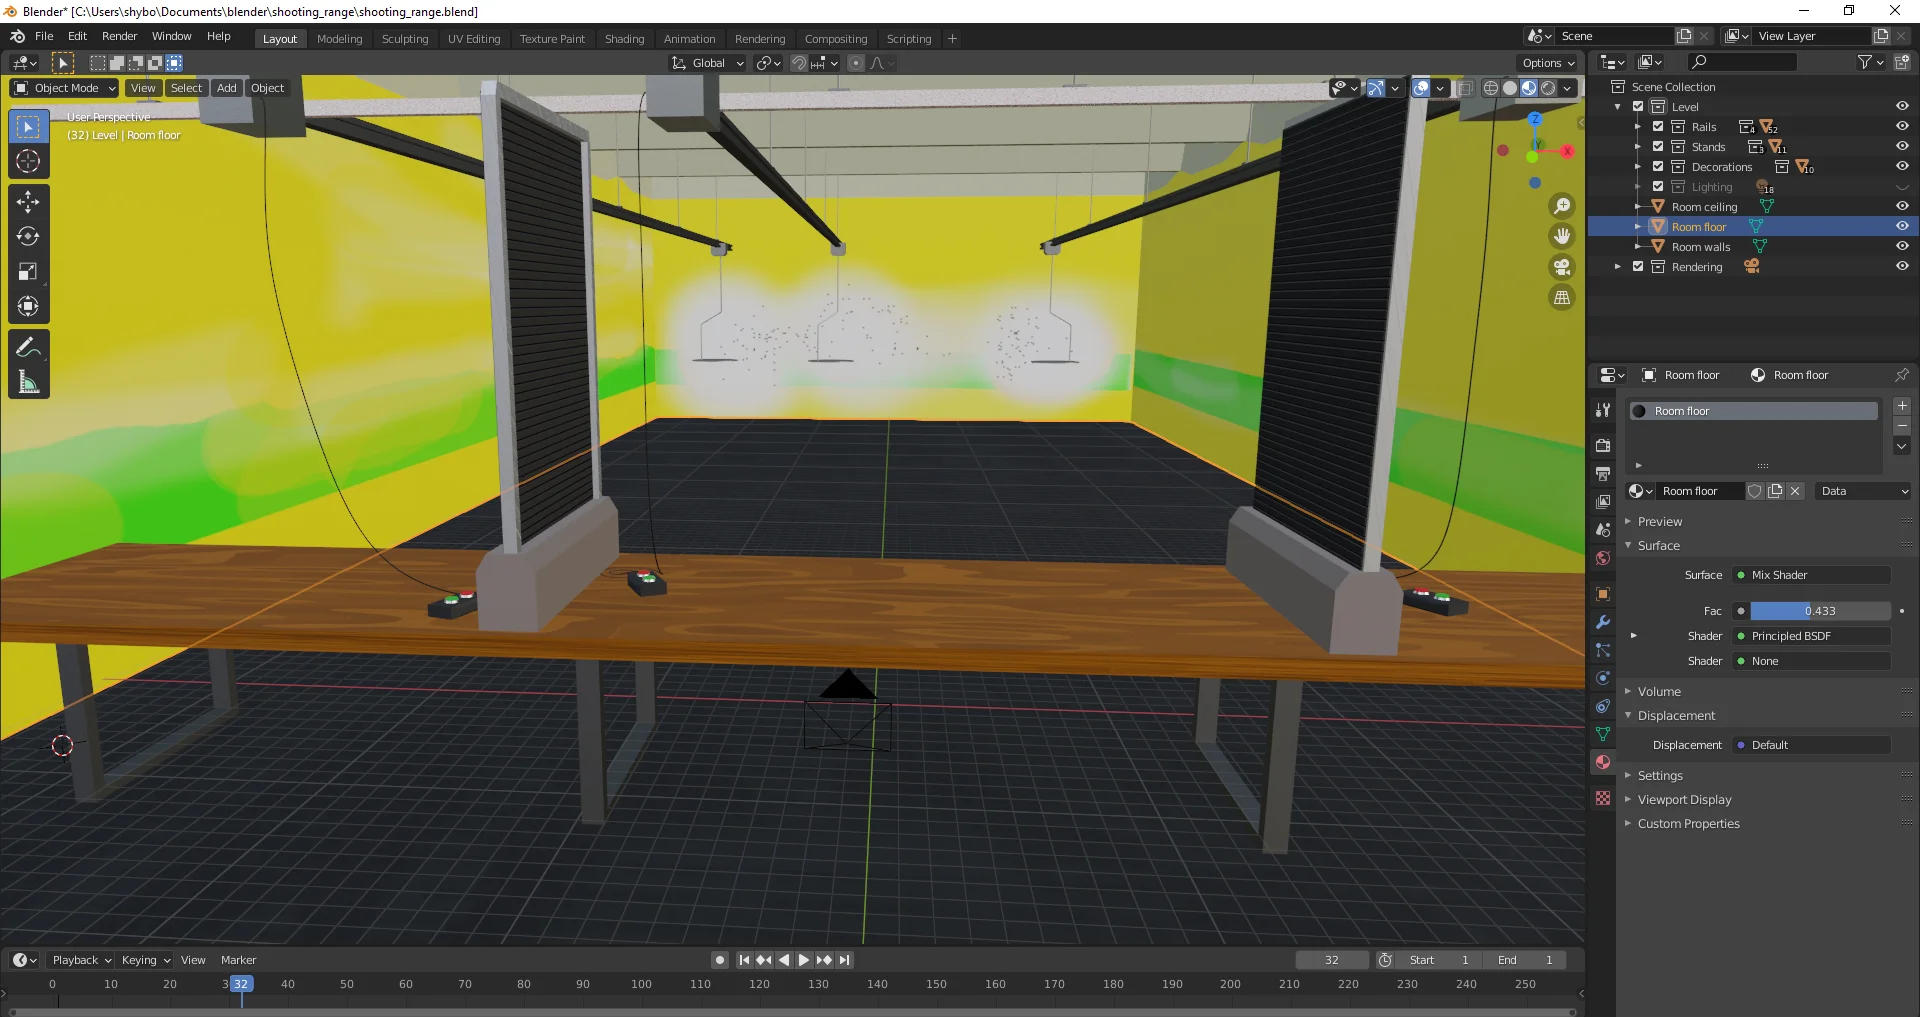 Blender* [C:\Users\shybo\Documents\blender\shooting_range\shooting_range.blend]
File Edit Render Window Help Layout Modeling Sculpting UV Editing Texture Paint Shading Animation Rendering Compositing Scripting + Scene View Layer
Global Options
Object Mode View Select Add Object
User Perspective
(32) Level | Room floor
Z
Y
X
Scene Collection
Level
Rails 4 52
Stands 3 11
Decorations 10
Lighting 18
Room ceiling
Room floor
Room walls
Rendering
Room floor Room floor
Room floor
Room floor Data
Preview
Surface
Surface Mix Shader
Fac 0.433
Shader Principled BSDF
Shader None
Volume
Displacement
Displacement Default
Settings
Viewport Display
Custom Properties
Playback Keying View Marker 32 Start 1 End 1
0 10 20 3 32 40 50 60 70 80 90 100 110 120 130 140 150 160 170 180 190 200 210 220 230 240 250